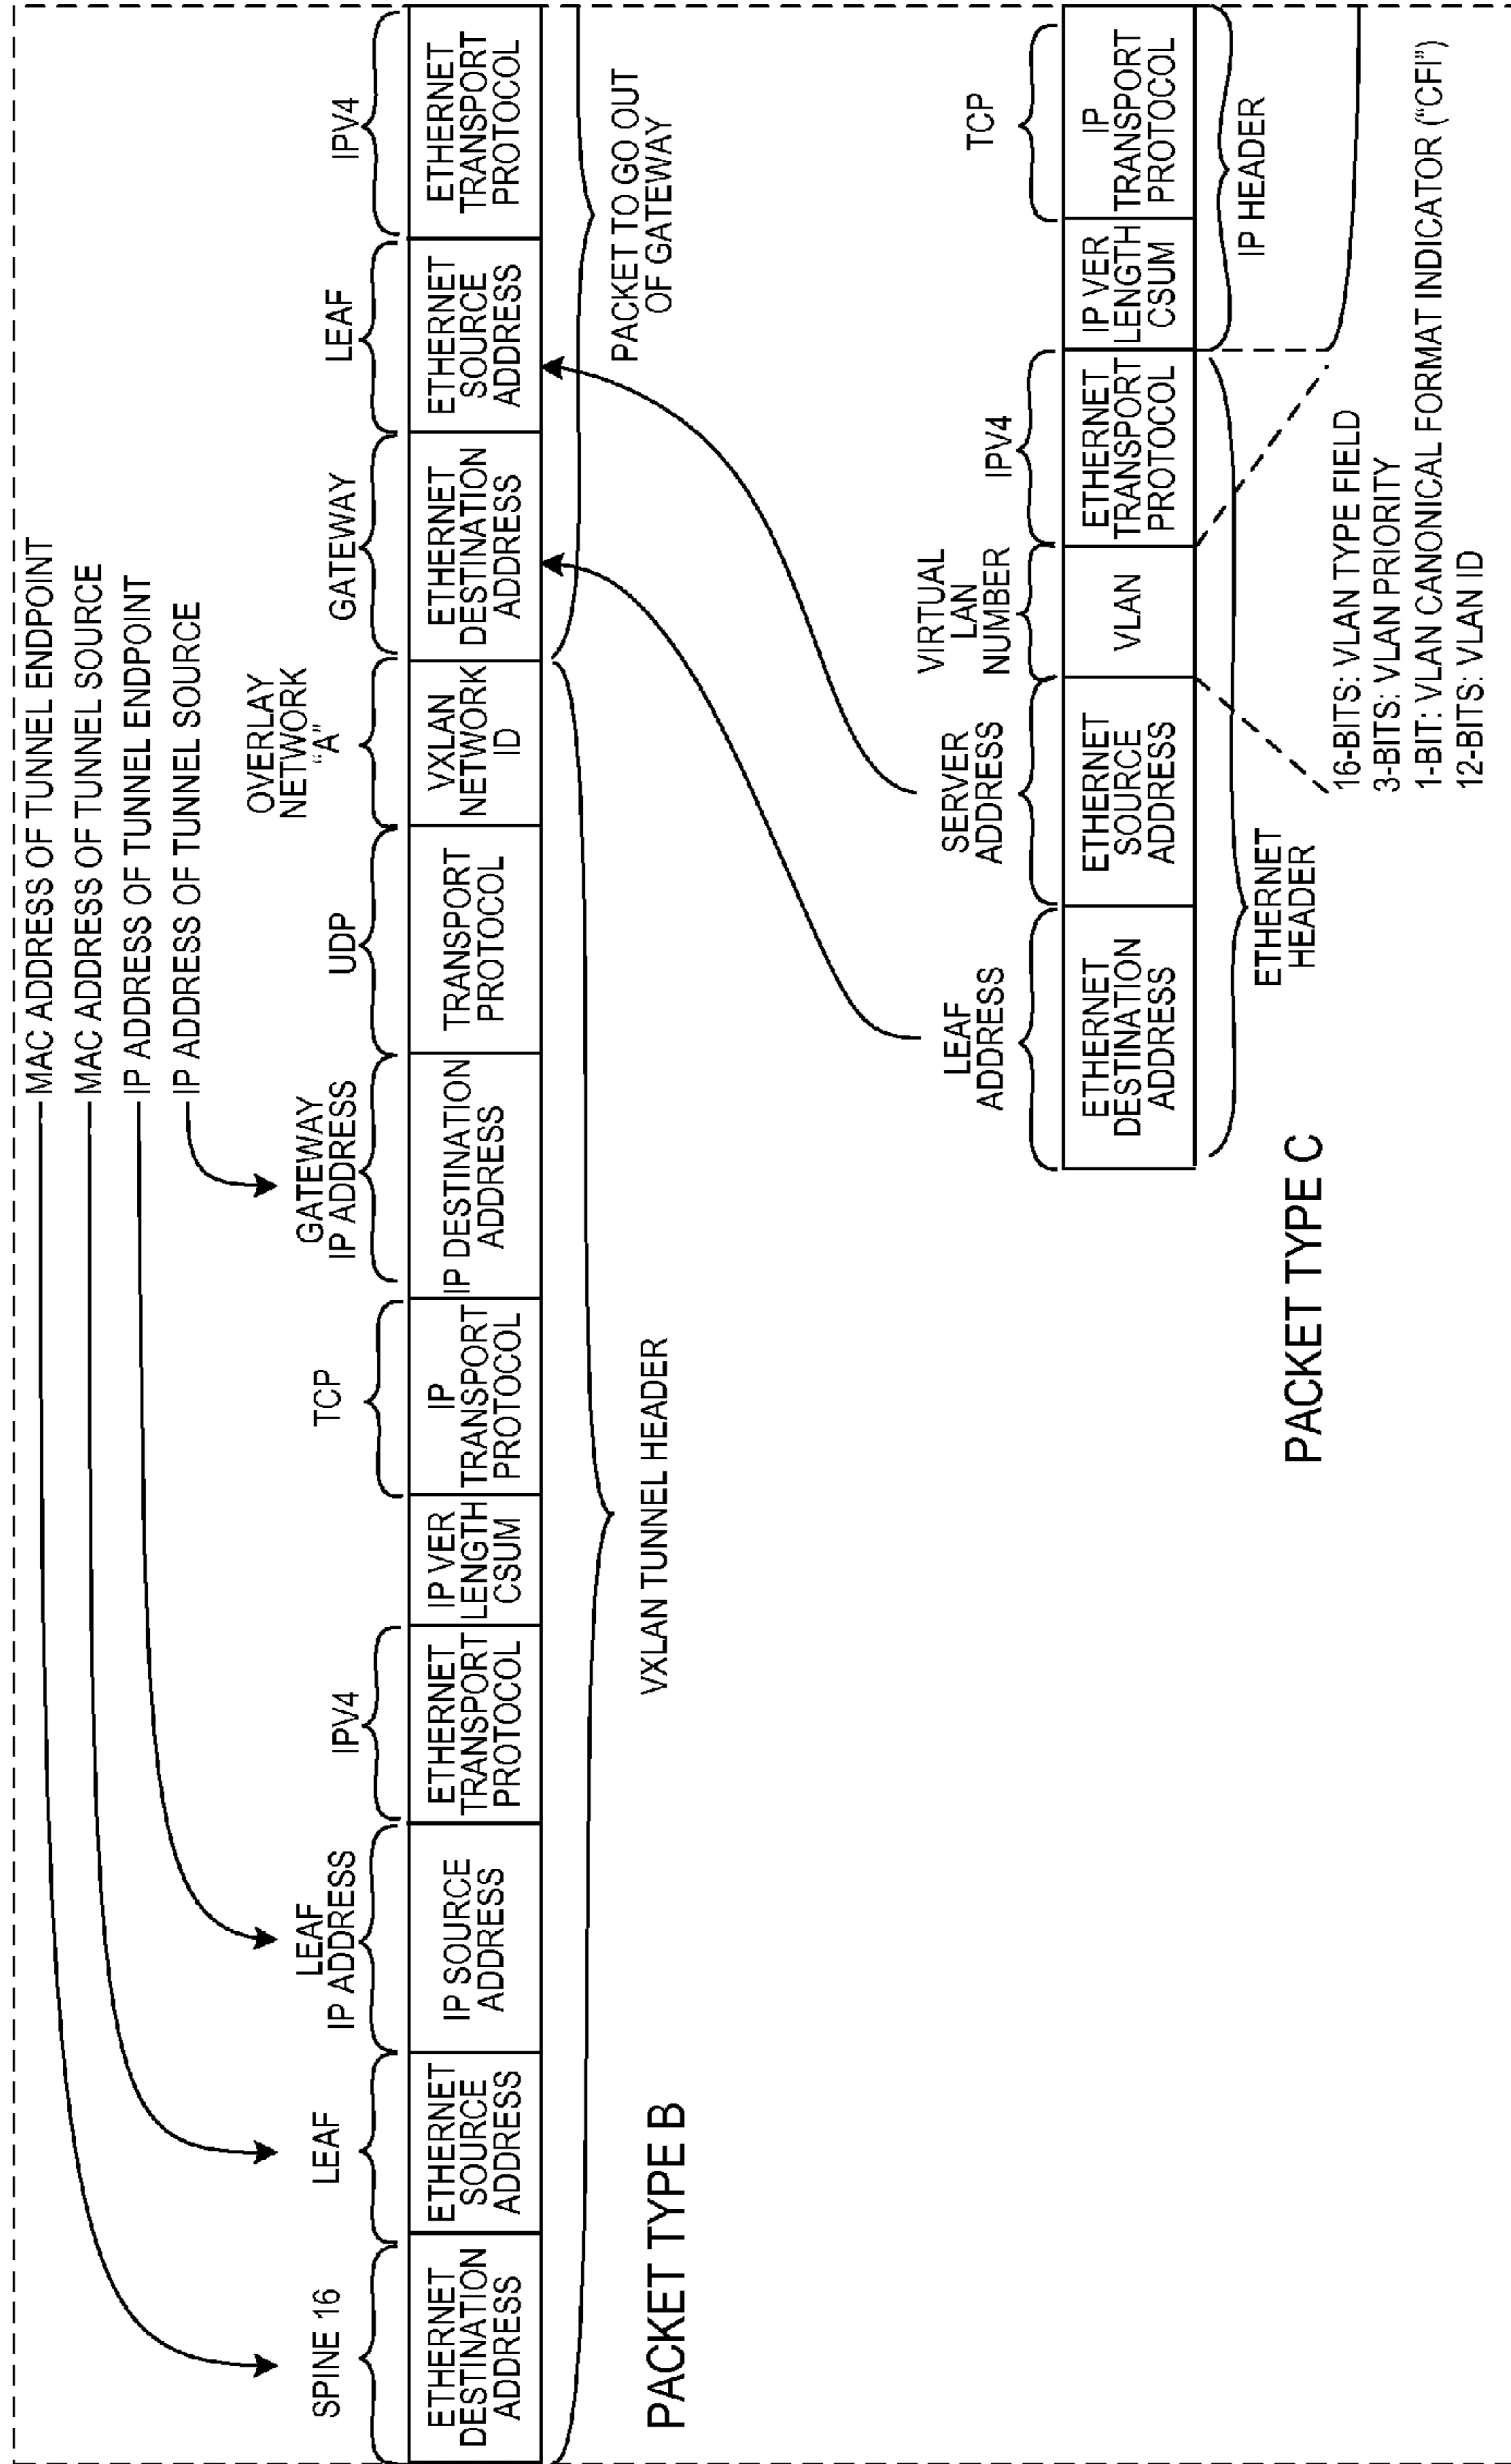 MAC ADDRESS OF TUNNEL ENDPOINT
MAC ADDRESS OF TUNNEL SOURCE
IP ADDRESS OF TUNNEL ENDPOINT
IP ADDRESS OF TUNNEL SOURCE
SPINE 16
LEAF
LEAF
IP ADDRESS
IPV4
TCP
GATEWAY
IP ADDRESS
UDP
OVERLAY
NETWORK
"A"
GATEWAY
LEAF
IPV4
ETHERNET
DESTINATION
ADDRESS
ETHERNET
SOURCE
ADDRESS
IP SOURCE
ADDRESS
ETHERNET
TRANSPORT
PROTOCOL
IP VER
LENGTH
CSUM
IP
TRANSPORT
PROTOCOL
IP DESTINATION
ADDRESS
TRANSPORT
PROTOCOL
VXLAN
NETWORK
ID
ETHERNET
DESTINATION
ADDRESS
ETHERNET
SOURCE
ADDRESS
ETHERNET
TRANSPORT
PROTOCOL
VXLAN TUNNEL HEADER
PACKET TO GO OUT
OF GATEWAY
PACKET TYPE B
LEAF
ADDRESS
SERVER
ADDRESS
VIRTUAL
LAN
NUMBER
IPV4
TCP
ETHERNET
DESTINATION
ADDRESS
ETHERNET
SOURCE
ADDRESS
VLAN
ETHERNET
TRANSPORT
PROTOCOL
IP VER
LENGTH
CSUM
IP
TRANSPORT
PROTOCOL
ETHERNET
HEADER
IP HEADER
PACKET TYPE C
16-BITS: VLAN TYPE FIELD
3-BITS: VLAN PRIORITY
1-BIT: VLAN CANONICAL FORMAT INDICATOR ("CFI")
12-BITS: VLAN ID